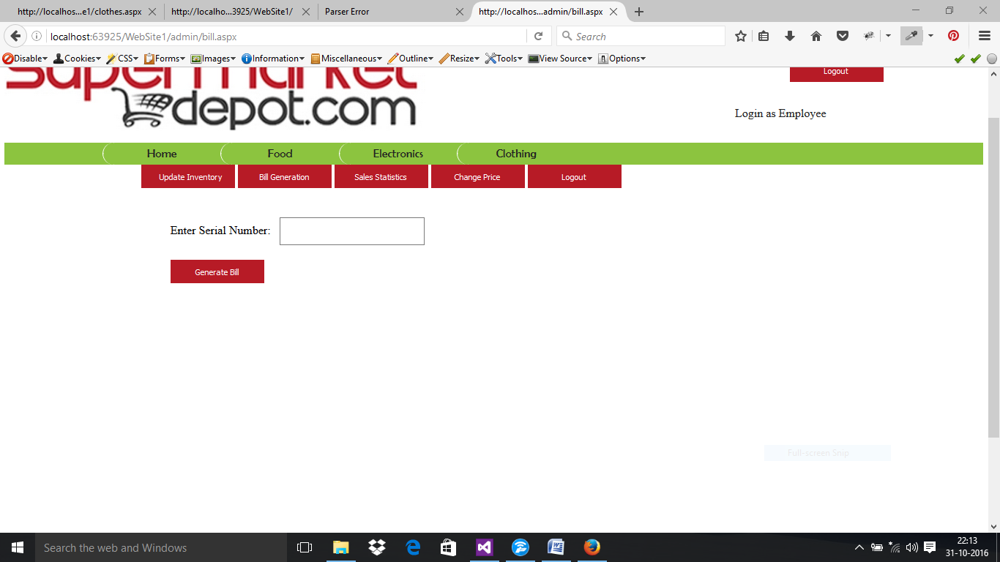 http://localhos...e1/clothes.aspx http://localho...3925/WebSite1/ Parser Error http://localhos...admin/bill.aspx
localhost:63925/WebSite1/admin/bill.aspx Search
Disable Cookies CSS Forms Images Information Miscellaneous Outline Resize Tools View Source Options
supermarket
Logout
depot.com
Login as Employee
Home Food Electronics Clothing
Update Inventory Bill Generation Sales Statistics Change Price Logout
Enter Serial Number:
Generate Bill
Full-screen Snip
Search the web and Windows
22:13
31-10-2016